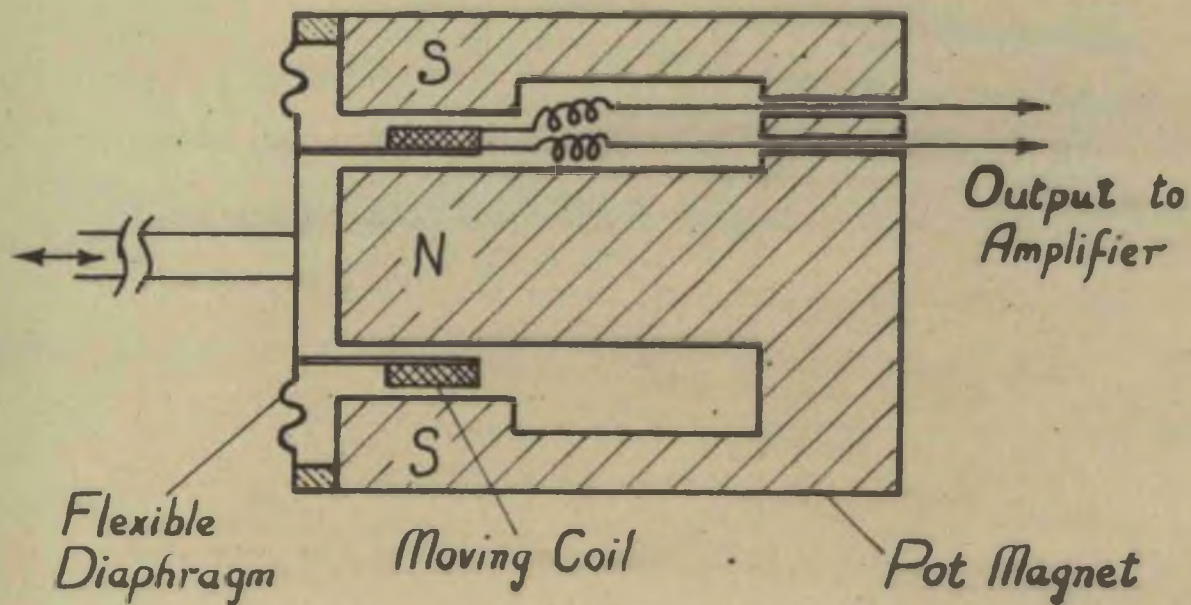 S
N
S
Output to
Amplifier
Flexible
Diaphragm
Moving Coil
Pot Magnet